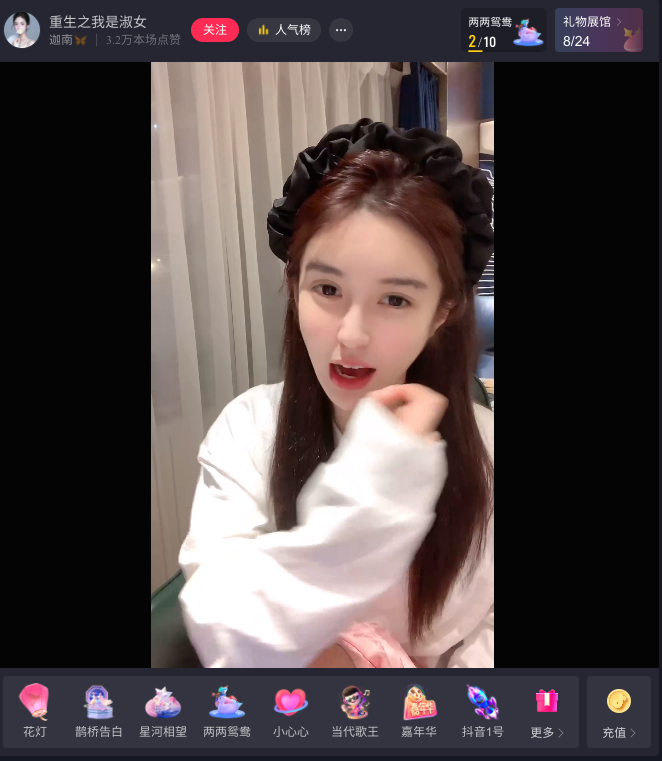 重生之我是淑女
迦南 3.2万本场点赞
关注
人气榜
两两鸳鸯
2/10
礼物展馆
8/24
花灯
鹊桥告白
星河相望
两两鸳鸯
小心心
当代歌王
嘉年华
嘉年华
抖音1号
更多
充值